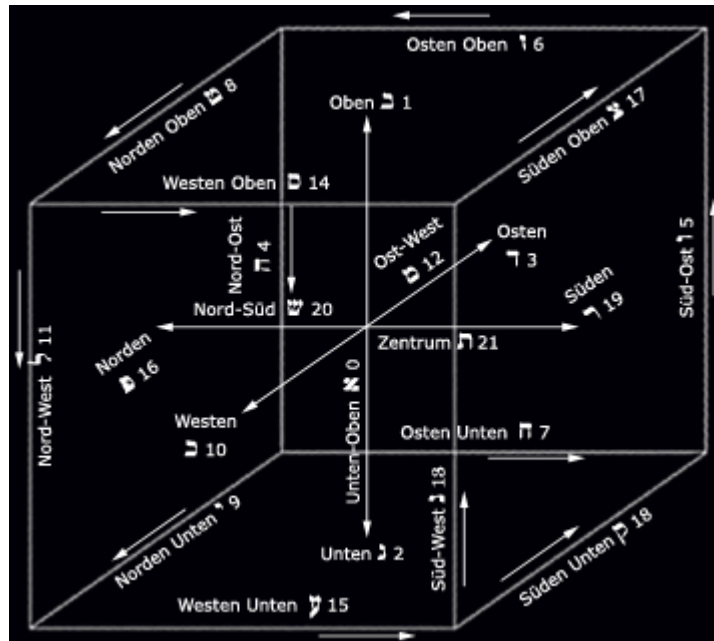 Osten Oben ו 6
Norden Oben ט 8
Oben ב 1
Süden Oben צ 17
Westen Oben ס 14
Nord-Ost ה 4
Ost-West מ 12
Osten
ד 3
Süd-Ost ו 5
Süden
ר 19
Nord-Süd ש 20
Zentrum ת 21
Norden
פ 16
Nord-West ל 11
Westen
כ 10
Unten-Oben א 0
Osten Unten ח 7
Süd-West נ 18
Unten ג 2
Norden Unten י 9
Süden Unten ק 18
Westen Unten ע 15